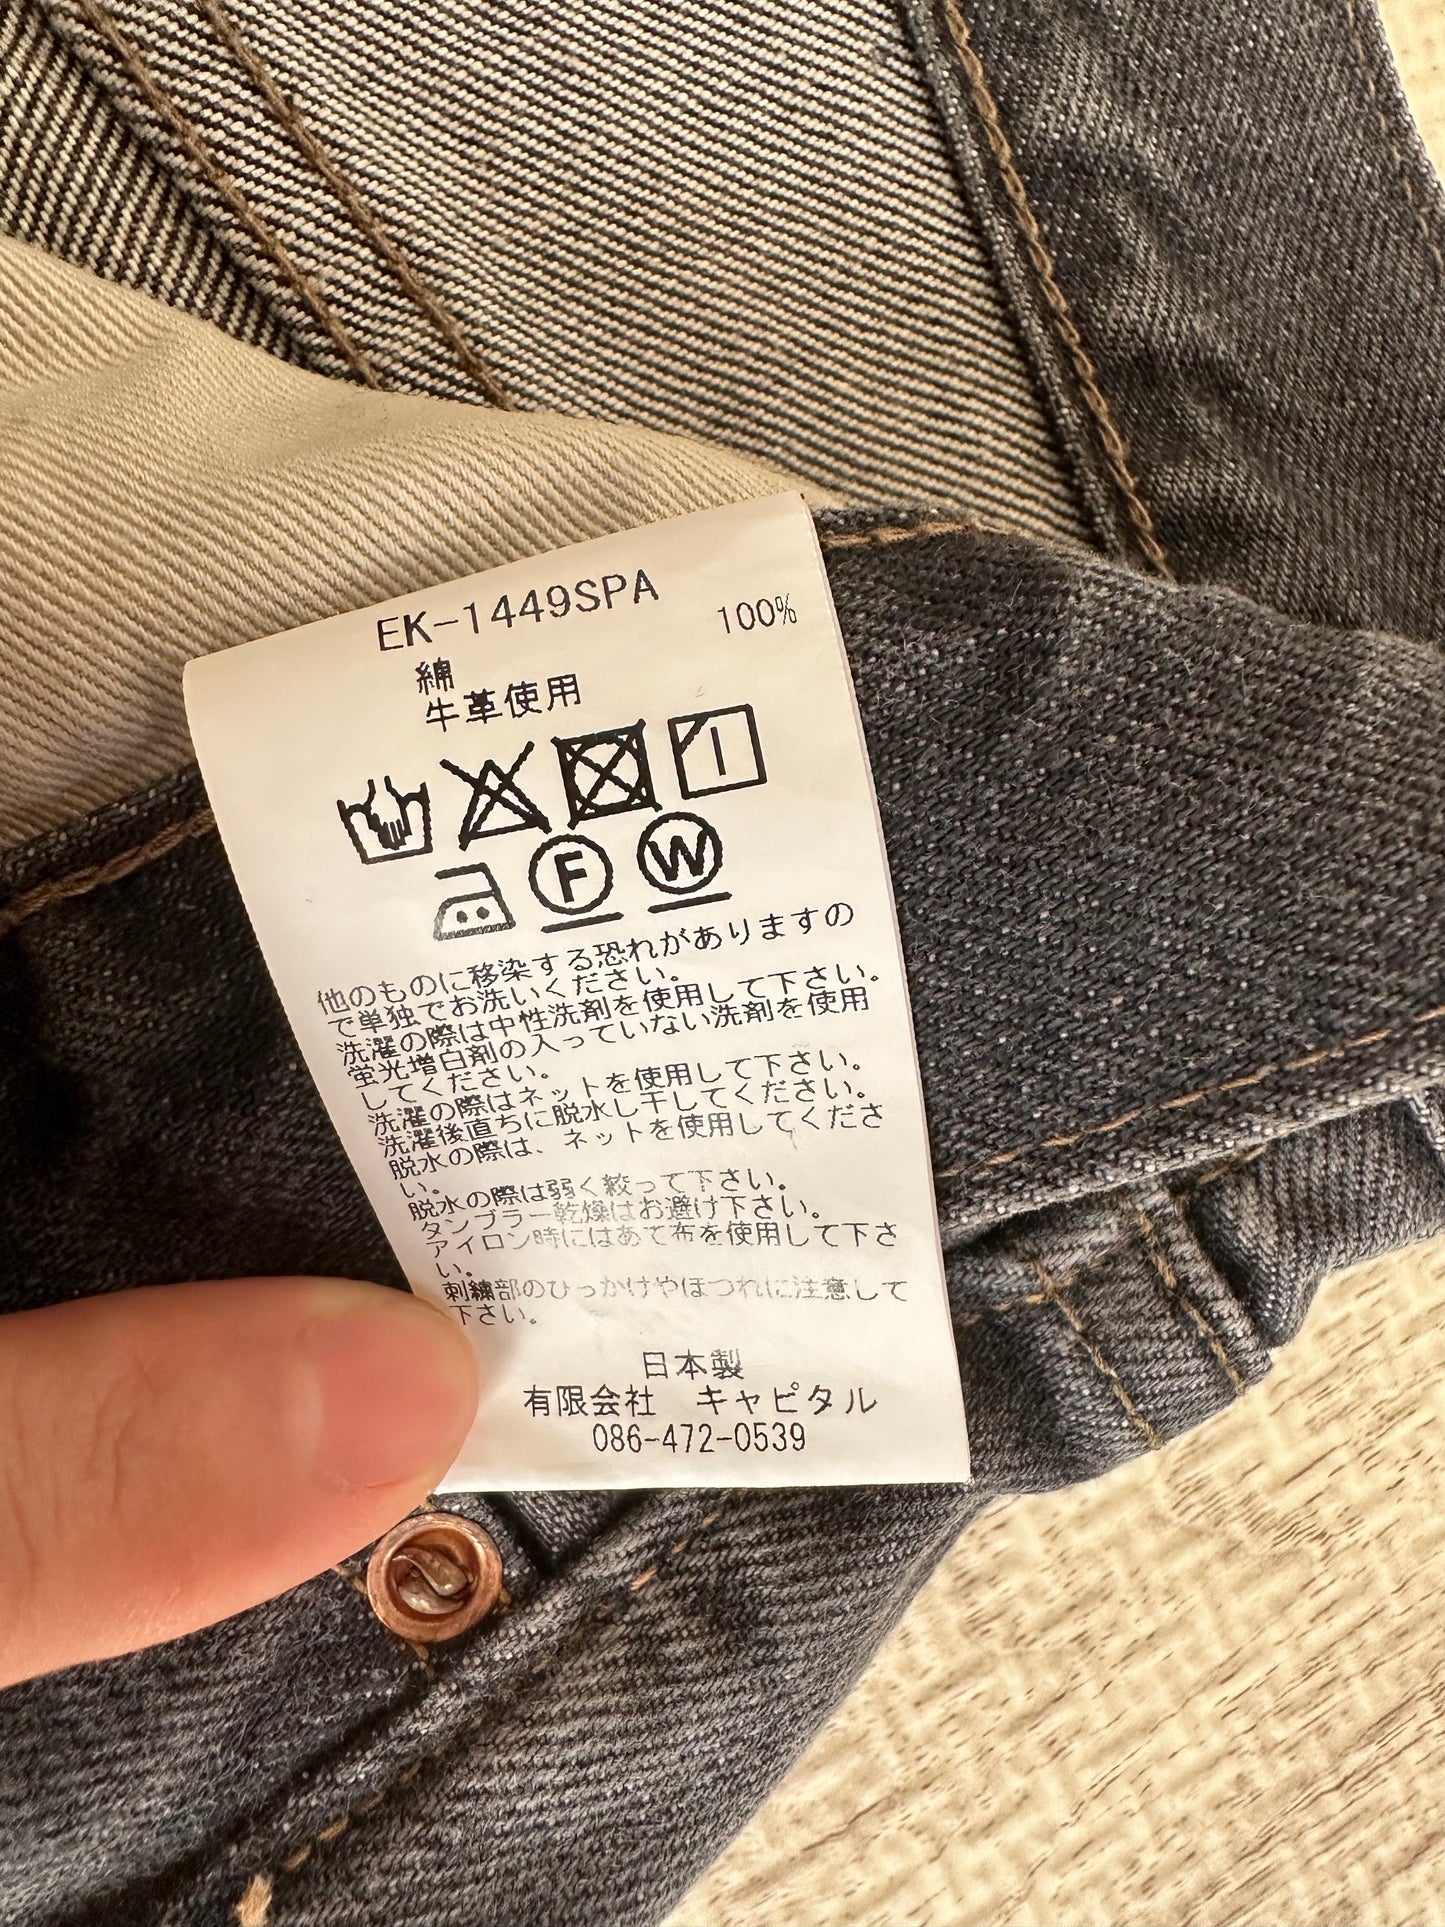 EK-1449SPA
綿 100%
牛革使用
F W
他のものに移染する恐れがありますの
で単独でお洗いください。
洗濯の際は中性洗剤を使用して下さい。
蛍光増白剤の入っていない洗剤を使用
してください。
洗濯の際はネットを使用して下さい。
洗濯後直ちに脱水し干してください。
脱水の際は、ネットを使用してくださ
い。
脱水の際は弱く絞って下さい。
タンブラー乾燥はお避け下さい。
アイロン時にはあて布を使用して下さ
い。
刺繍部のひっかけやほつれに注意して
下さい。
日本製
有限会社 キャピタル
086-472-0539